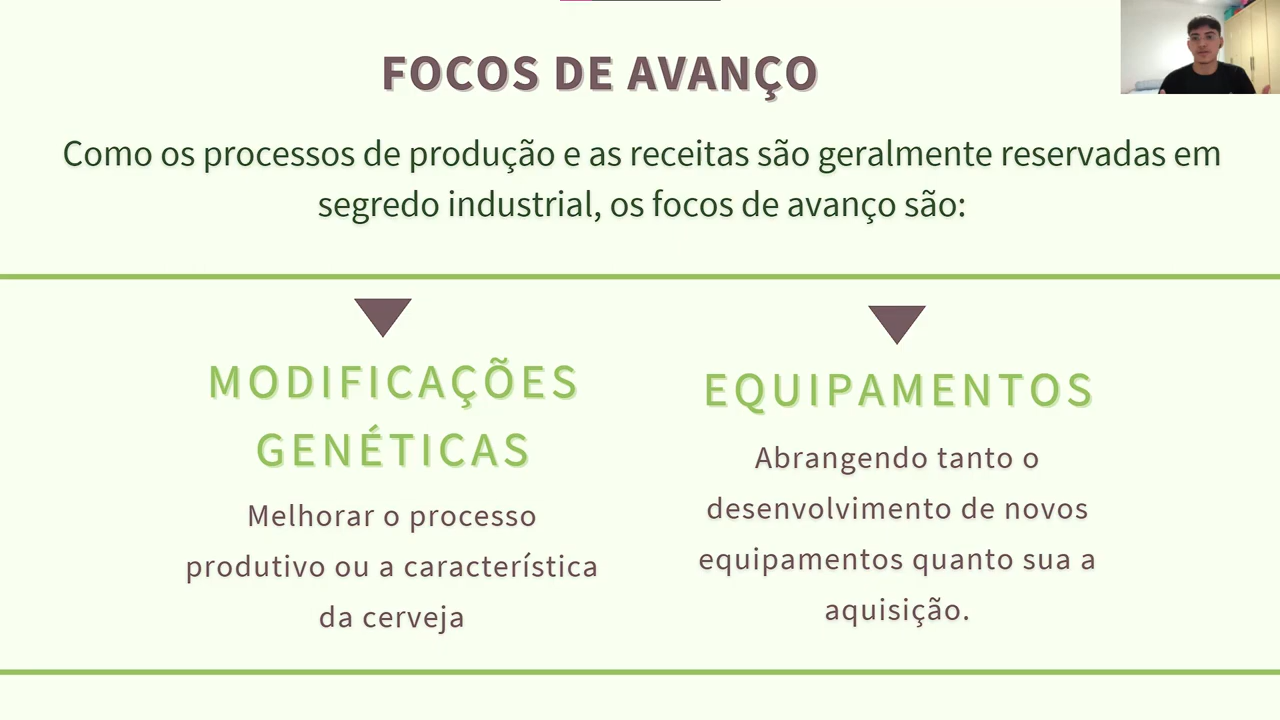 FOCOS DE AVANÇO
Como os processos de produção e as receitas são geralmente reservadas em
segredo industrial, os focos de avanço são:
MODIFICAÇÕES
GENÉTICAS
Melhorar o processo
produtivo ou a característica
da cerveja
EQUIPAMENTOS
Abrangendo tanto o
desenvolvimento de novos
equipamentos quanto sua a
aquisição.